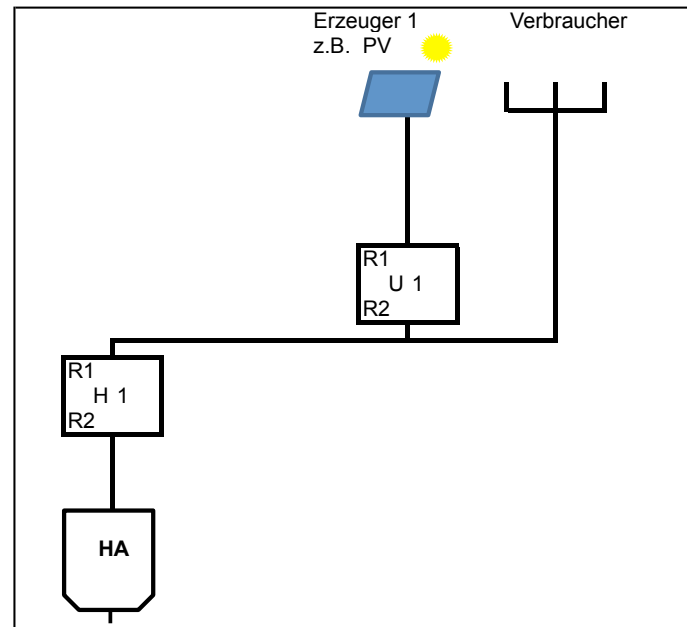 Erzeuger 1
z.B. PV
Verbraucher
R1
U 1
R2
R1
H 1
R2
HA